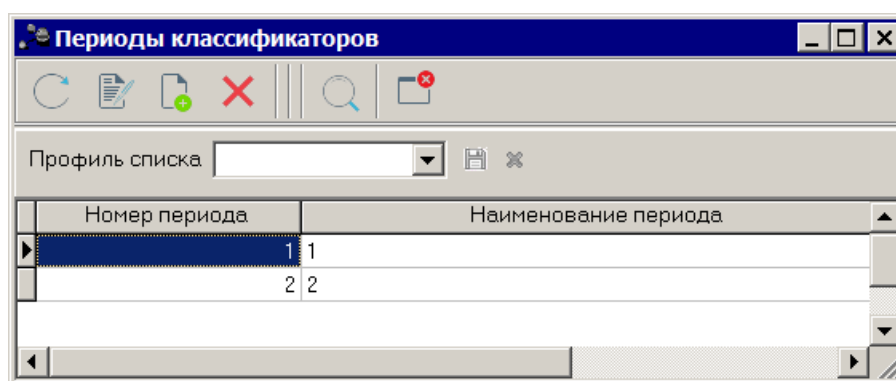 Периоды классификаторов
Профиль списка
Номер периода Наименование периода
1 1
2 2